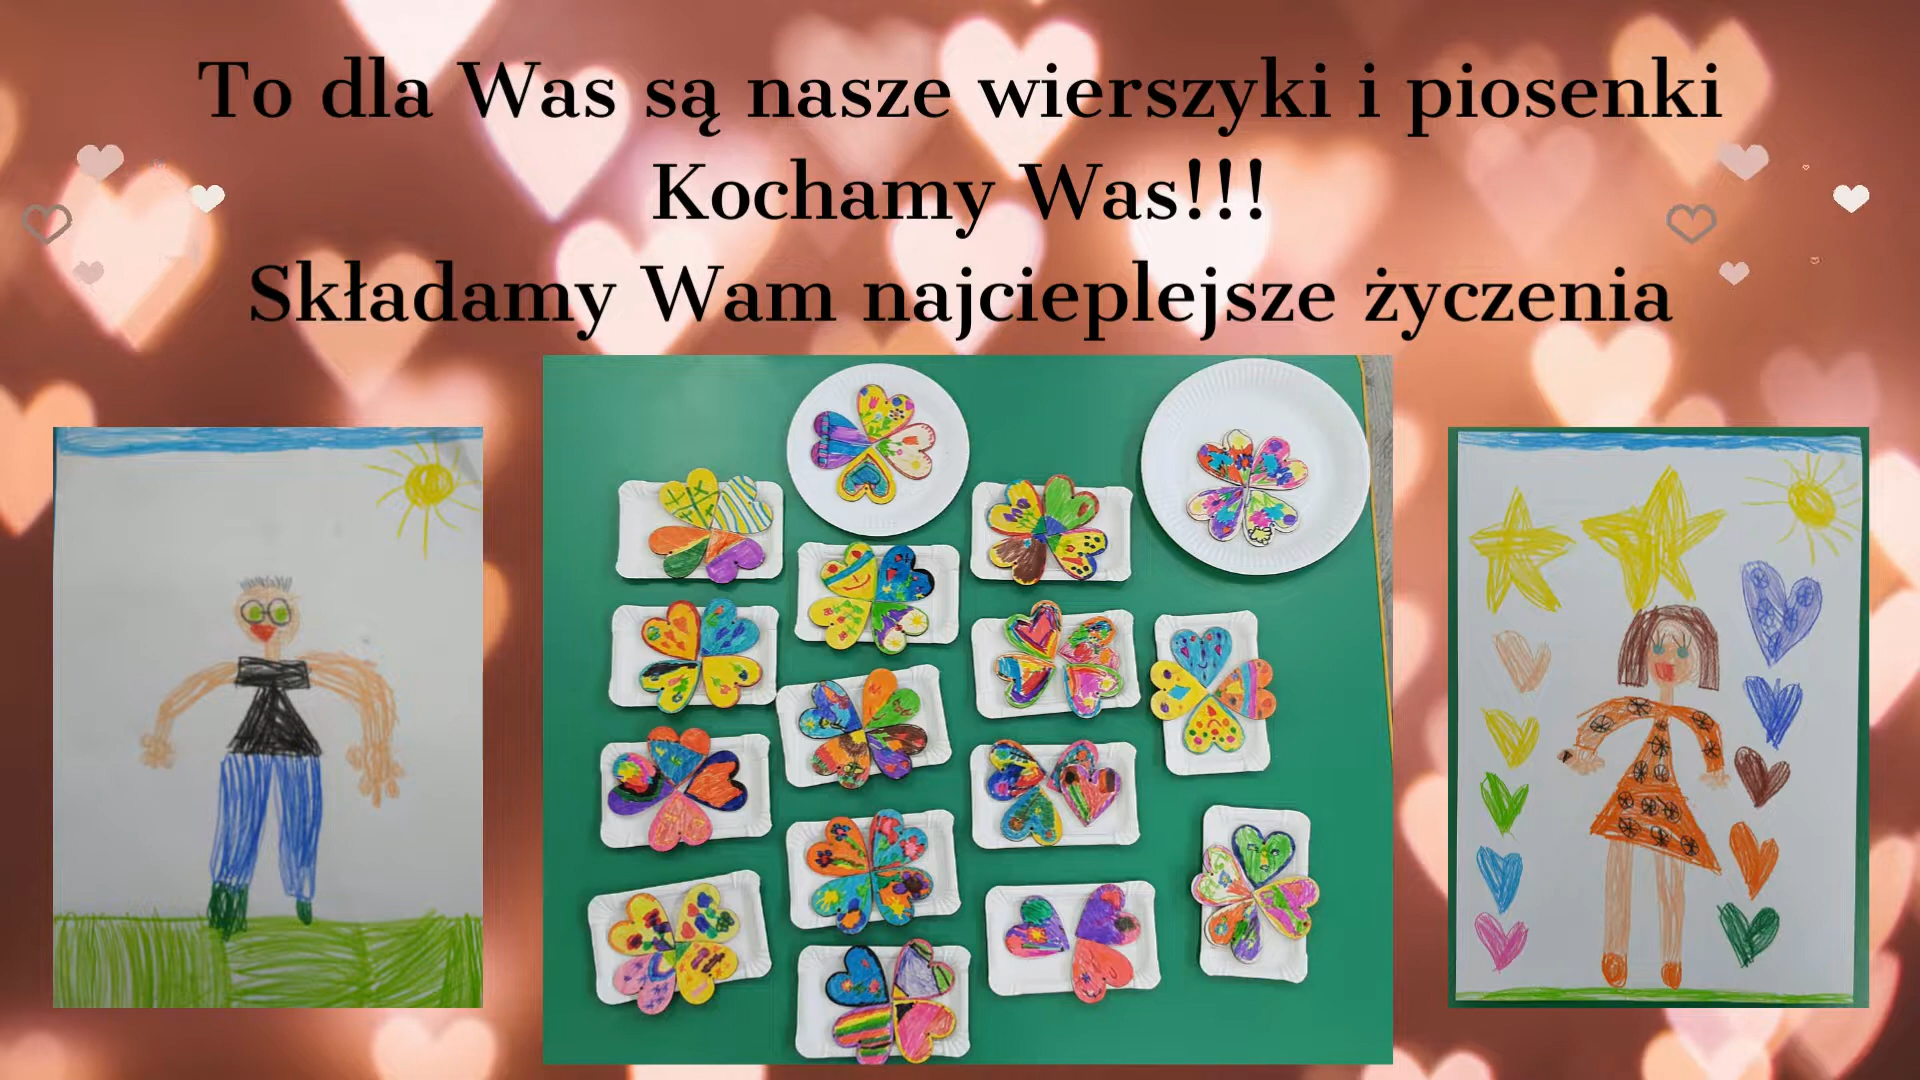 To dla Was są nasze wierszyki i piosenki
Kochamy Was!!!
Składamy Wam najcieplejsze życzenia